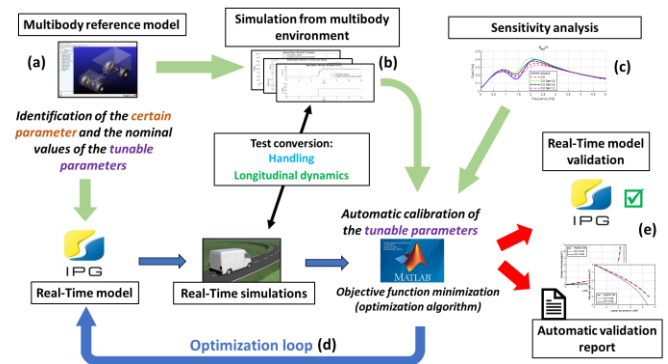 Multibody reference model
(a)
Identification of the certain
parameter and the nominal
values of the tunable
parameters
Simulation from multibody
environment
(b)
Sensitivity analysis
(c)
Test conversion:
Handling
Longitudinal dynamics
Real-Time model
validation
IPG
(e)
Automatic validation
report
Automatic calibration of
the tunable parameters
MATLAB
Objective function minimization
(optimization algorithm)
IPG
Real-Time model
Real-Time simulations
Optimization loop (d)